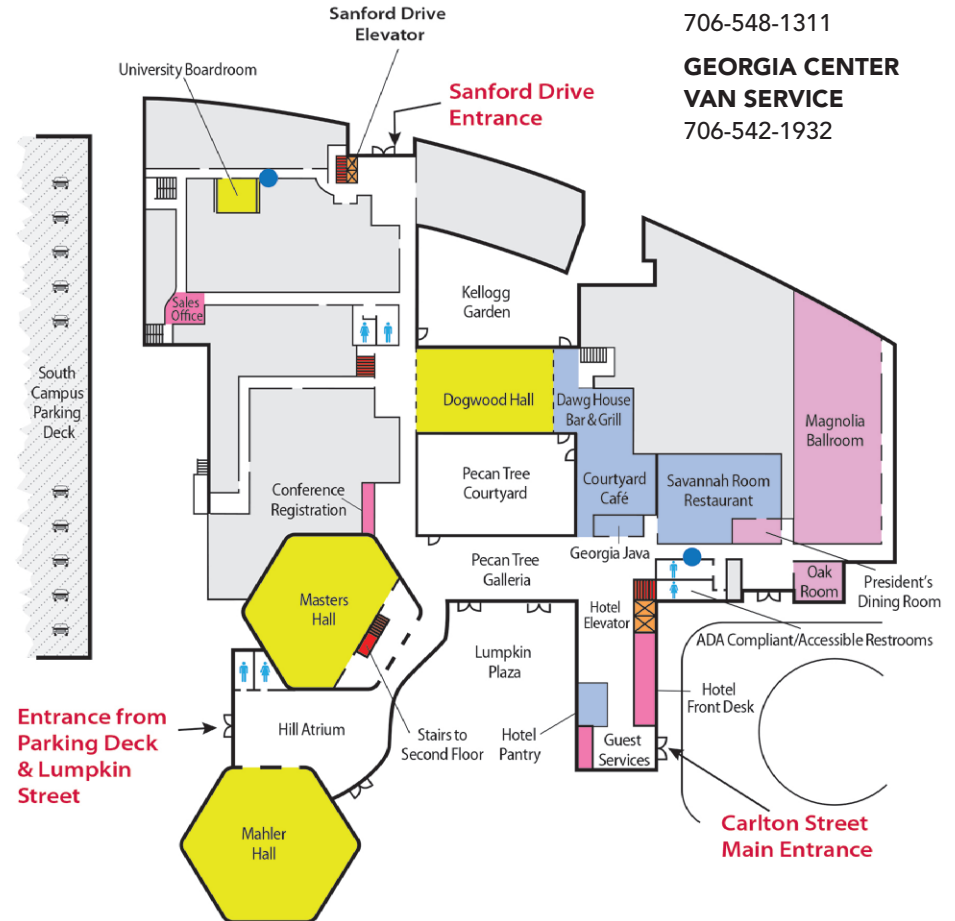 706-548-1311
GEORGIA CENTER
VAN SERVICE
706-542-1932
Sanford Drive
Elevator
University Boardroom
Sanford Drive
Entrance
Sales
Office
Kellogg
Garden
South
Campus
Parking
Deck
Dogwood Hall
Dawg House
Bar & Grill
Magnolia
Ballroom
Pecan Tree
Courtyard
Courtyard
Café
Savannah Room
Restaurant
Conference
Registration
Georgia Java
Pecan Tree
Galleria
President's
Dining Room
Oak
Room
Masters
Hall
Hotel
Elevator
ADA Compliant/Accessible Restrooms
Lumpkin
Plaza
Hotel
Front Desk
Entrance from
Parking Deck
& Lumpkin
Street
Hill Atrium
Stairs to
Second Floor
Hotel
Pantry
Guest
Services
Carlton Street
Main Entrance
Mahler
Hall